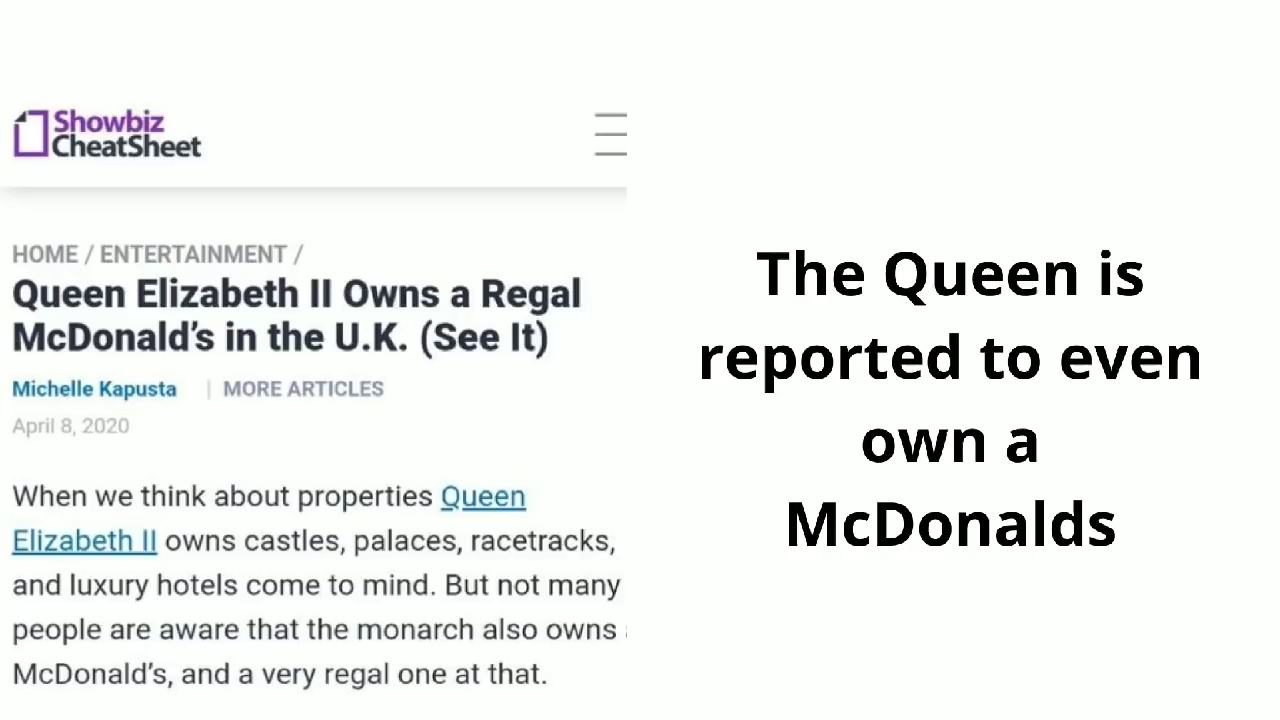 Showbiz
CheatSheet
HOME / ENTERTAINMENT /
Queen Elizabeth II Owns a Regal
McDonald's in the U.K. (See It)
Michelle Kapusta | MORE ARTICLES
April 8, 2020
When we think about properties Queen
Elizabeth II owns castles, palaces, racetracks,
and luxury hotels come to mind. But not many
people are aware that the monarch also owns
McDonald's, and a very regal one at that.
The Queen is
reported to even
own a
McDonalds